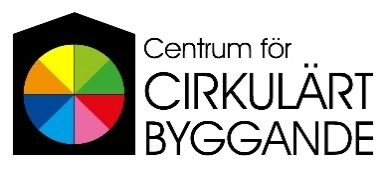 Centrum för
CIRKULÄRT
BYGGANDE